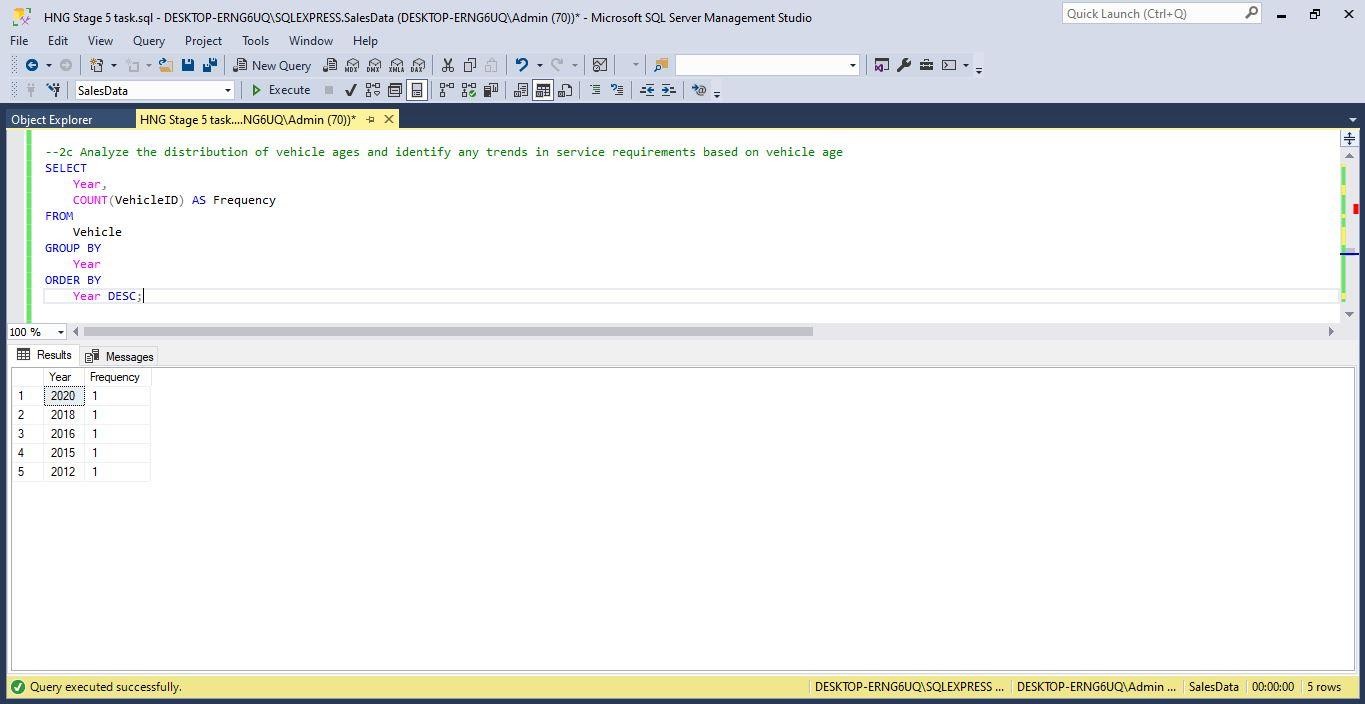 HNG Stage 5 task.sql - DESKTOP-ERNG6UQ\SQLEXPRESS.SalesData (DESKTOP-ERNG6UQ\Admin (70))* - Microsoft SQL Server Management Studio
Quick Launch (Ctrl+Q)
File Edit View Query Project Tools Window Help
New Query MDX DMX XMLA DAX
SalesData Execute
Object Explorer HNG Stage 5 task....NG6UQ\Admin (70))*
--2c Analyze the distribution of vehicle ages and identify any trends in service requirements based on vehicle age
SELECT
Year,
COUNT(VehicleID) AS Frequency
FROM
Vehicle
GROUP BY
Year
ORDER BY
Year DESC;
100 %
Results Messages
Year Frequency
1 2020 1
2 2018 1
3 2016 1
4 2015 1
5 2012 1
Query executed successfully. DESKTOP-ERNG6UQ\SQLEXPRESS ... DESKTOP-ERNG6UQ\Admin ... SalesData 00:00:00 5 rows